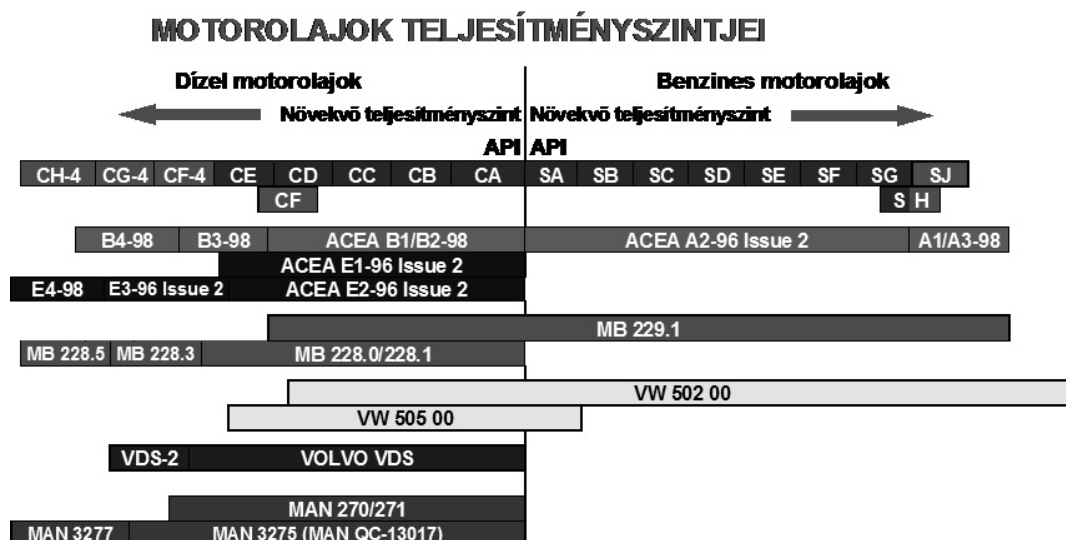 MOTOROLAJOK TELJESÍTMÉNYSZINTJEI
Dízel motorolajok Benzines motorolajok
Növekvõ teljesítményszint Növekvõ teljesítményszint
API API
CH-4 CG-4 CF-4 CE CD CC CB CA SA SB SC SD SE SF SG SJ
CF S H
B4-98 B3-98 ACEA B1/B2-98 ACEA A2-96 Issue 2 A1/A3-98
ACEA E1-96 Issue 2
E4-98 E3-96 Issue 2 ACEA E2-96 Issue 2
MB 229.1
MB 228.5 MB 228.3 MB 228.0/228.1
VW 502 00
VW 505 00
VDS-2 VOLVO VDS
MAN 270/271
MAN 3277 MAN 3275 (MAN QC-13017)